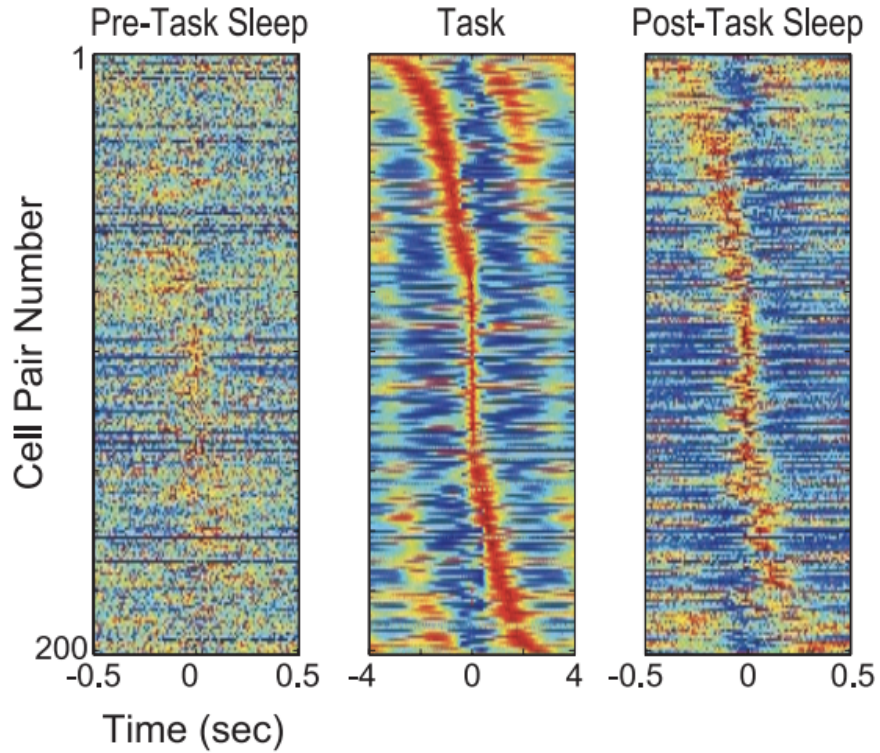 Pre-Task Sleep Task Post-Task Sleep
1
Cell Pair Number
200
-0.5 0 0.5 -4 0 4 -0.5 0 0.5
Time (sec)